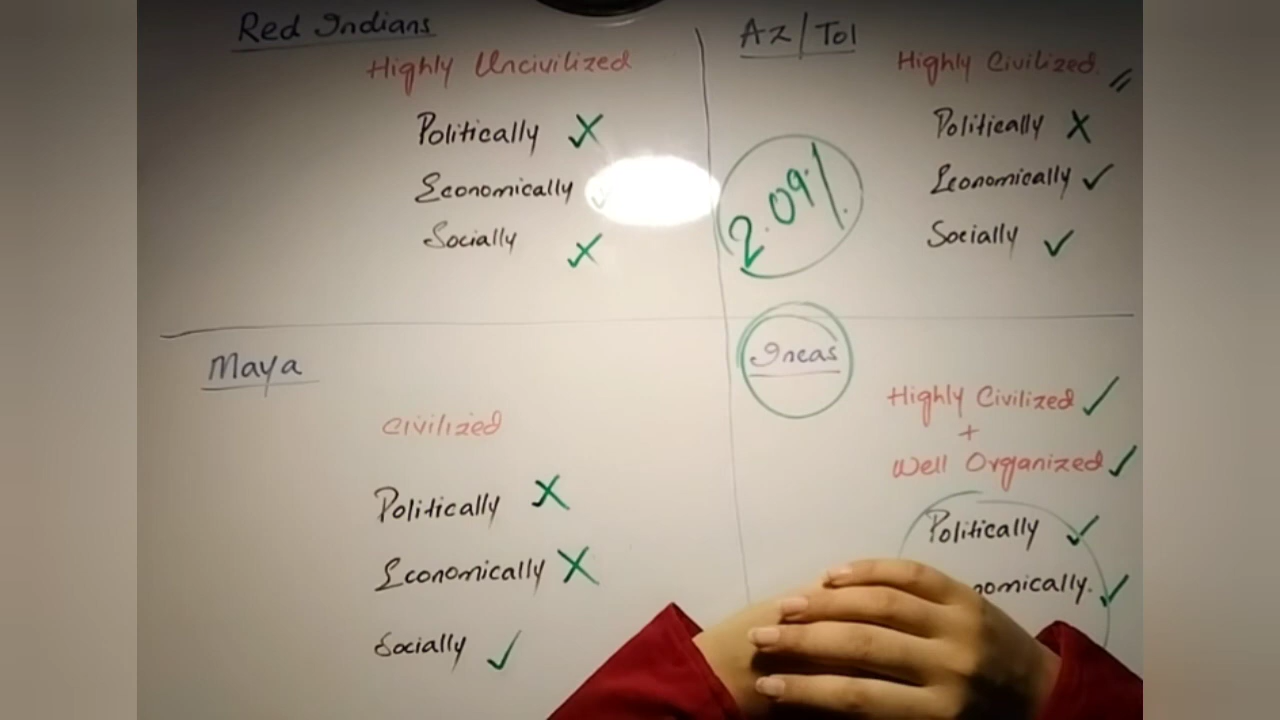 Red Indians
Highly Uncivilized
Politically ✗
Economically
Socially ✗
Az/Tol
Highly Civilized
Politically ✗
Economically ✓
Socially ✓
2.09%
Maya
Civilized
Politically ✗
Economically ✗
Socially ✓
Incas
Highly Civilized ✓
+
Well Organized ✓
Politically ✓
nomically. ✓